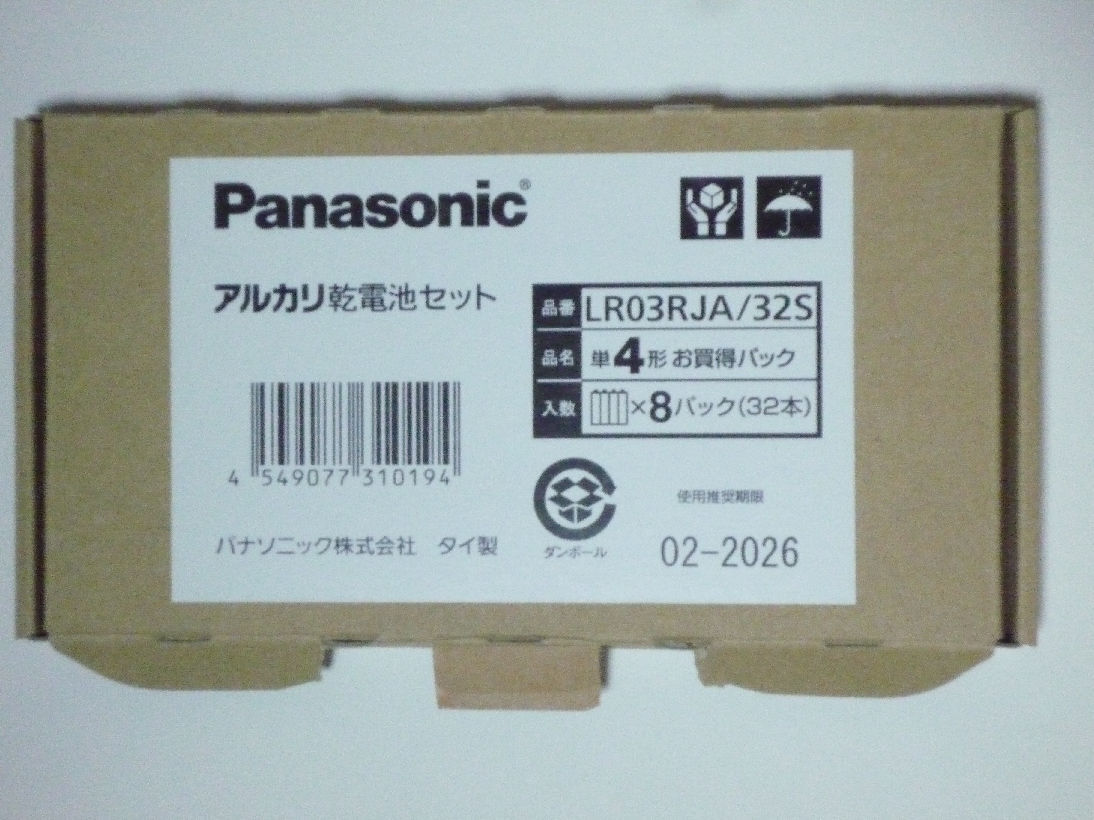 Panasonic®
アルカリ乾電池セット
品番 LR03RJA/32S
品名 単4形 お買得パック
入数 ×8パック(32本)
4 549077 310194
ダンボール
使用推奨期限
02-2026
パナソニック株式会社 タイ製